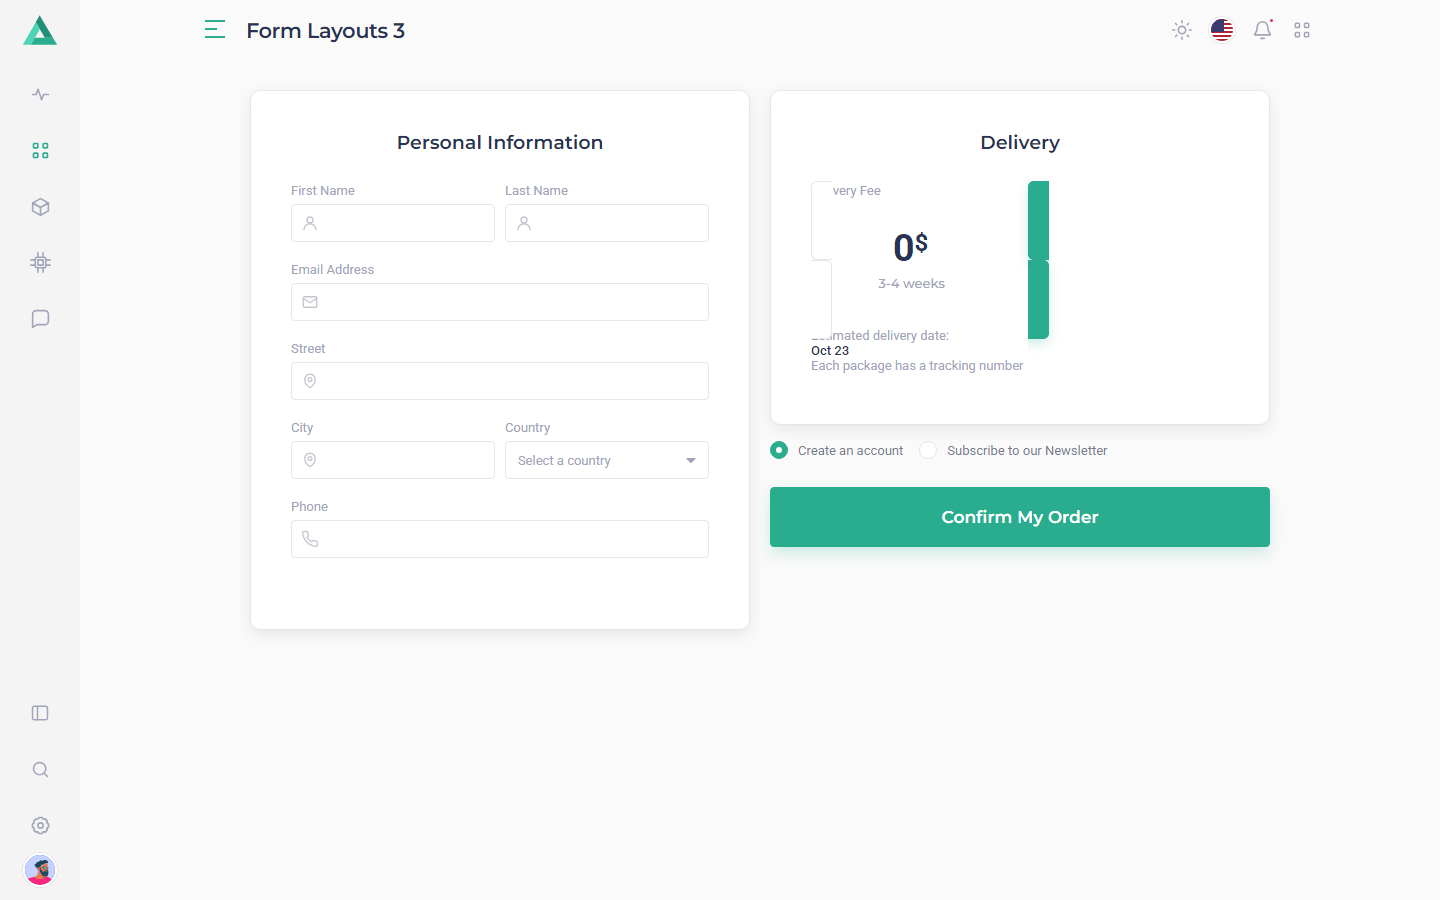 Form Layouts 3
Personal Information
First Name
Last Name
Email Address
Street
City
Country
Select a country
Phone
Delivery
very Fee
0$
3-4 weeks
mated delivery date:
Oct 23
Each package has a tracking number
Create an account
Subscribe to our Newsletter
Confirm My Order